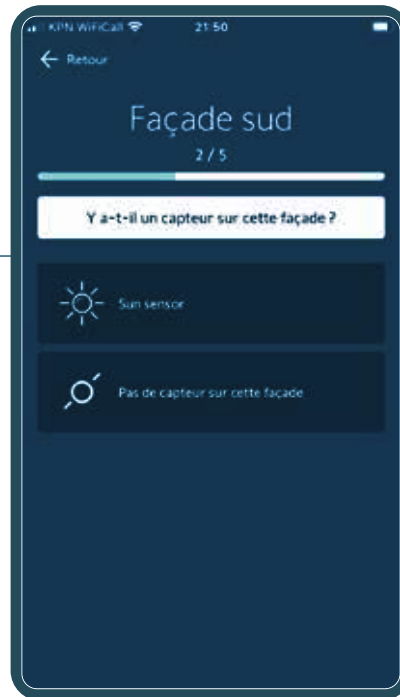 KPN WiFiCall 21:50
Retour
Façade sud
2 / 5
Y a-t-il un capteur sur cette façade ?
Sun sensor
Pas de capteur sur cette façade